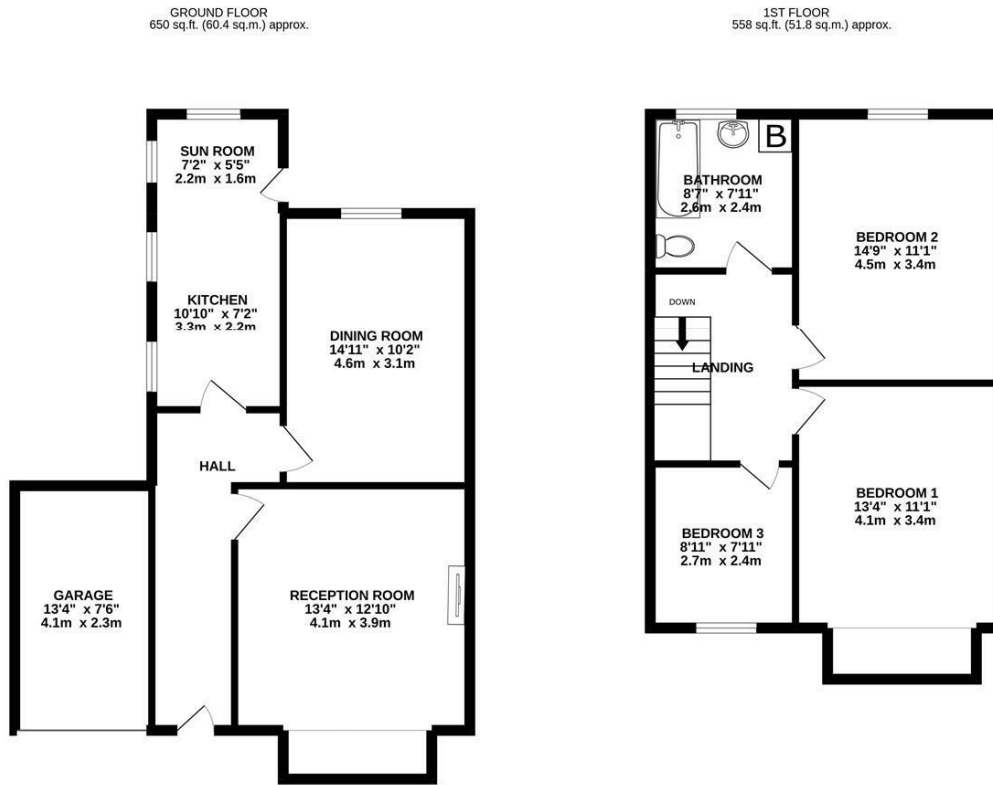 GROUND FLOOR
650 sq.ft. (60.4 sq.m.) approx.
SUN ROOM
7'2" x 5'5"
2.2m x 1.6m
KITCHEN
10'10" x 7'2"
3.3m x 2.2m
DINING ROOM
14'11" x 10'2"
4.6m x 3.1m
HALL
GARAGE
13'4" x 7'6"
4.1m x 2.3m
RECEPTION ROOM
13'4" x 12'10"
4.1m x 3.9m
1ST FLOOR
558 sq.ft. (51.8 sq.m.) approx.
B
BATHROOM
8'7" x 7'11"
2.6m x 2.4m
BEDROOM 2
14'9" x 11'1"
4.5m x 3.4m
DOWN
LANDING
BEDROOM 1
13'4" x 11'1"
4.1m x 3.4m
BEDROOM 3
8'11" x 7'11"
2.7m x 2.4m